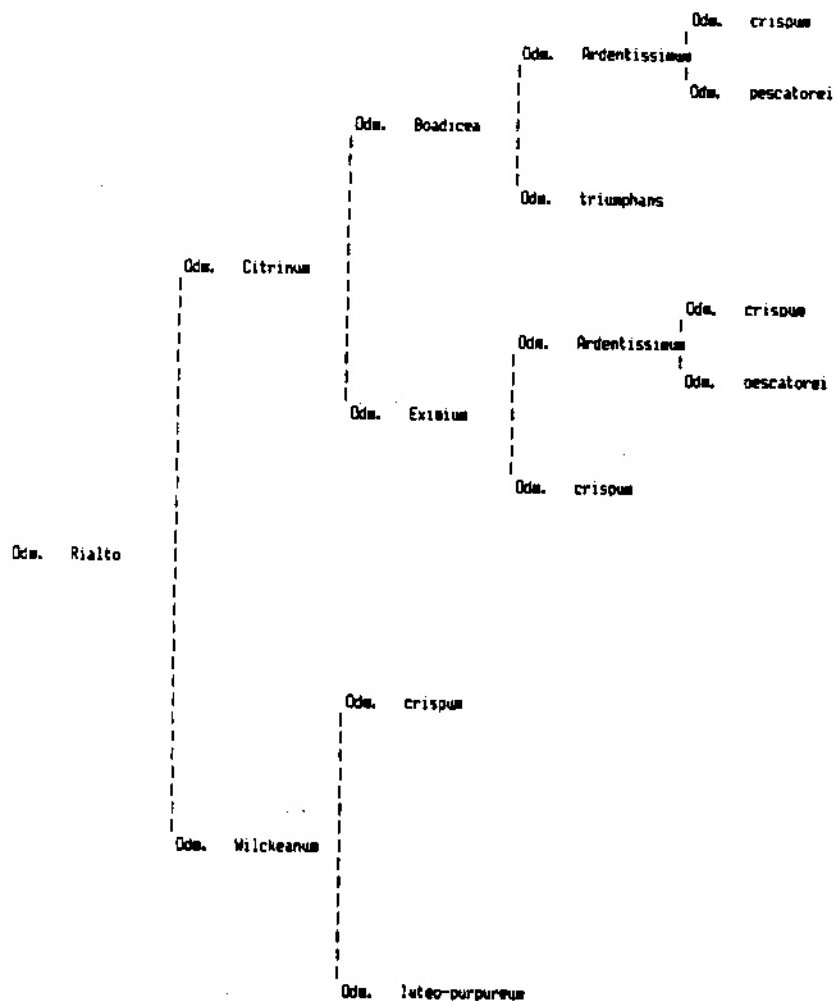 Odm. crispum
Odm. Ardentissimum
Odm. pescatorei
Odm. Boadicea
Odm. triumphans
Odm. Citrinum
Odm. crispum
Odm. Ardentissimum
Odm. pescatorei
Odm. Eximium
Odm. crispum
Odm. Rialto
Odm. crispum
Odm. Wilckeanum
Odm. luteo-purpureum